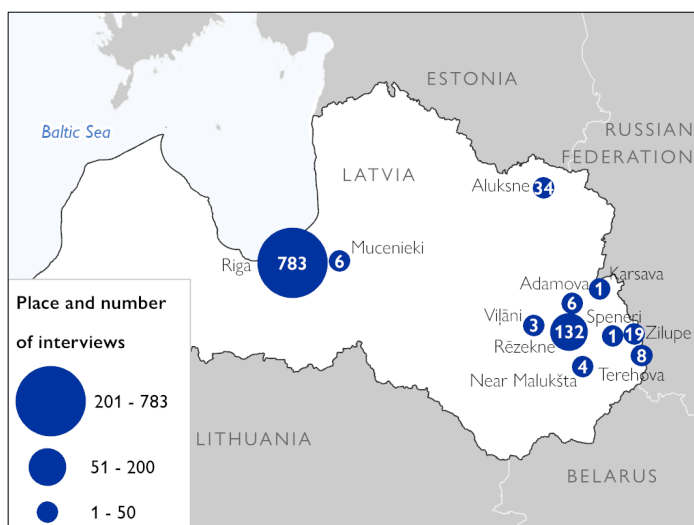 ESTONIA
Baltic Sea
RUSSIAN
FEDERATION
LATVIA
Aluksne
34
Mucenieki
6
Riga
783
Karsava
1
Adamova
6
Viļāni
3
Speneri
1
19
Zilupe
132
Rēzekne
8
Terehova
4
Near Malukšta
Place and number
of interviews
201 - 783
51 - 200
1 - 50
LITHUANIA
BELARUS